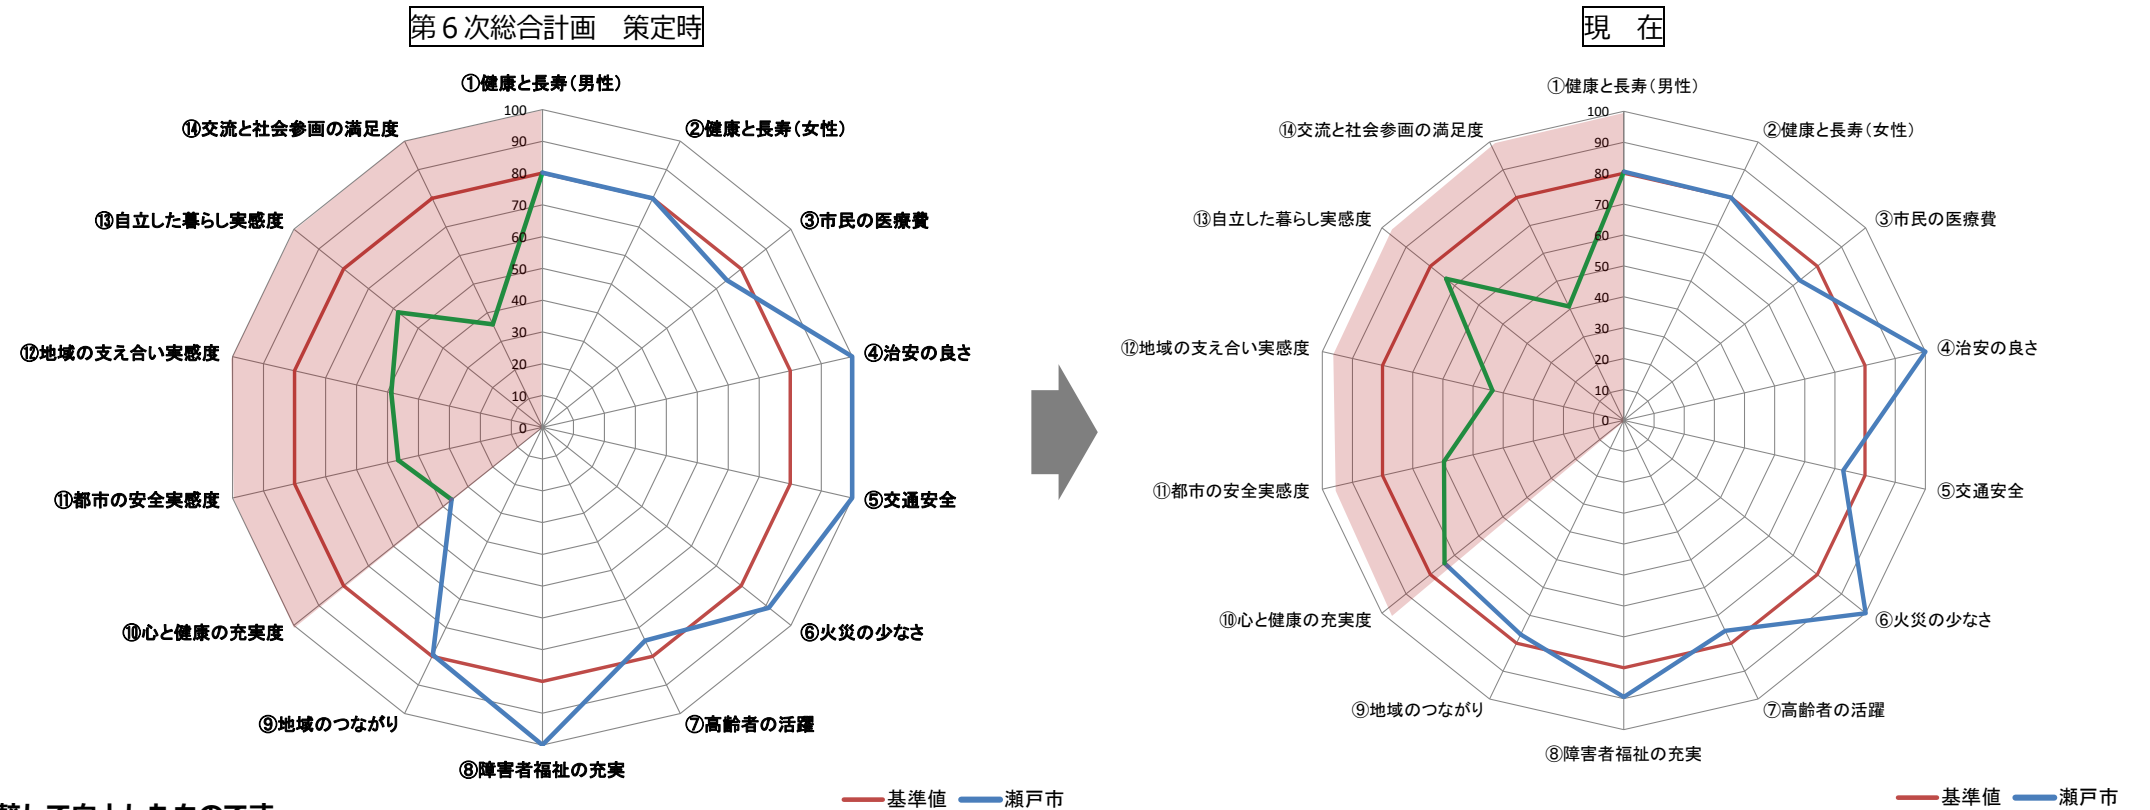 第６次総合計画　策定時
①健康と長寿（男性）
②健康と長寿（女性）
③市民の医療費
④治安の良さ
⑤交通安全
⑥火災の少なさ
⑦高齢者の活躍
⑧障害者福祉の充実
⑨地域のつながり
⑩心と健康の充実度
⑪都市の安全実感度
⑫地域の支え合い実感度
⑬自立した暮らし実感度
⑭交流と社会参画の満足度
100
90
80
70
60
50
40
30
20
10
0
基準値 瀬戸市
現　在
①健康と長寿（男性）
②健康と長寿（女性）
③市民の医療費
④治安の良さ
⑤交通安全
⑥火災の少なさ
⑦高齢者の活躍
⑧障害者福祉の充実
⑨地域のつながり
⑩心と健康の充実度
⑪都市の安全実感度
⑫地域の支え合い実感度
⑬自立した暮らし実感度
⑭交流と社会参画の満足度
100
90
80
70
60
50
40
30
20
10
0
基準値 瀬戸市